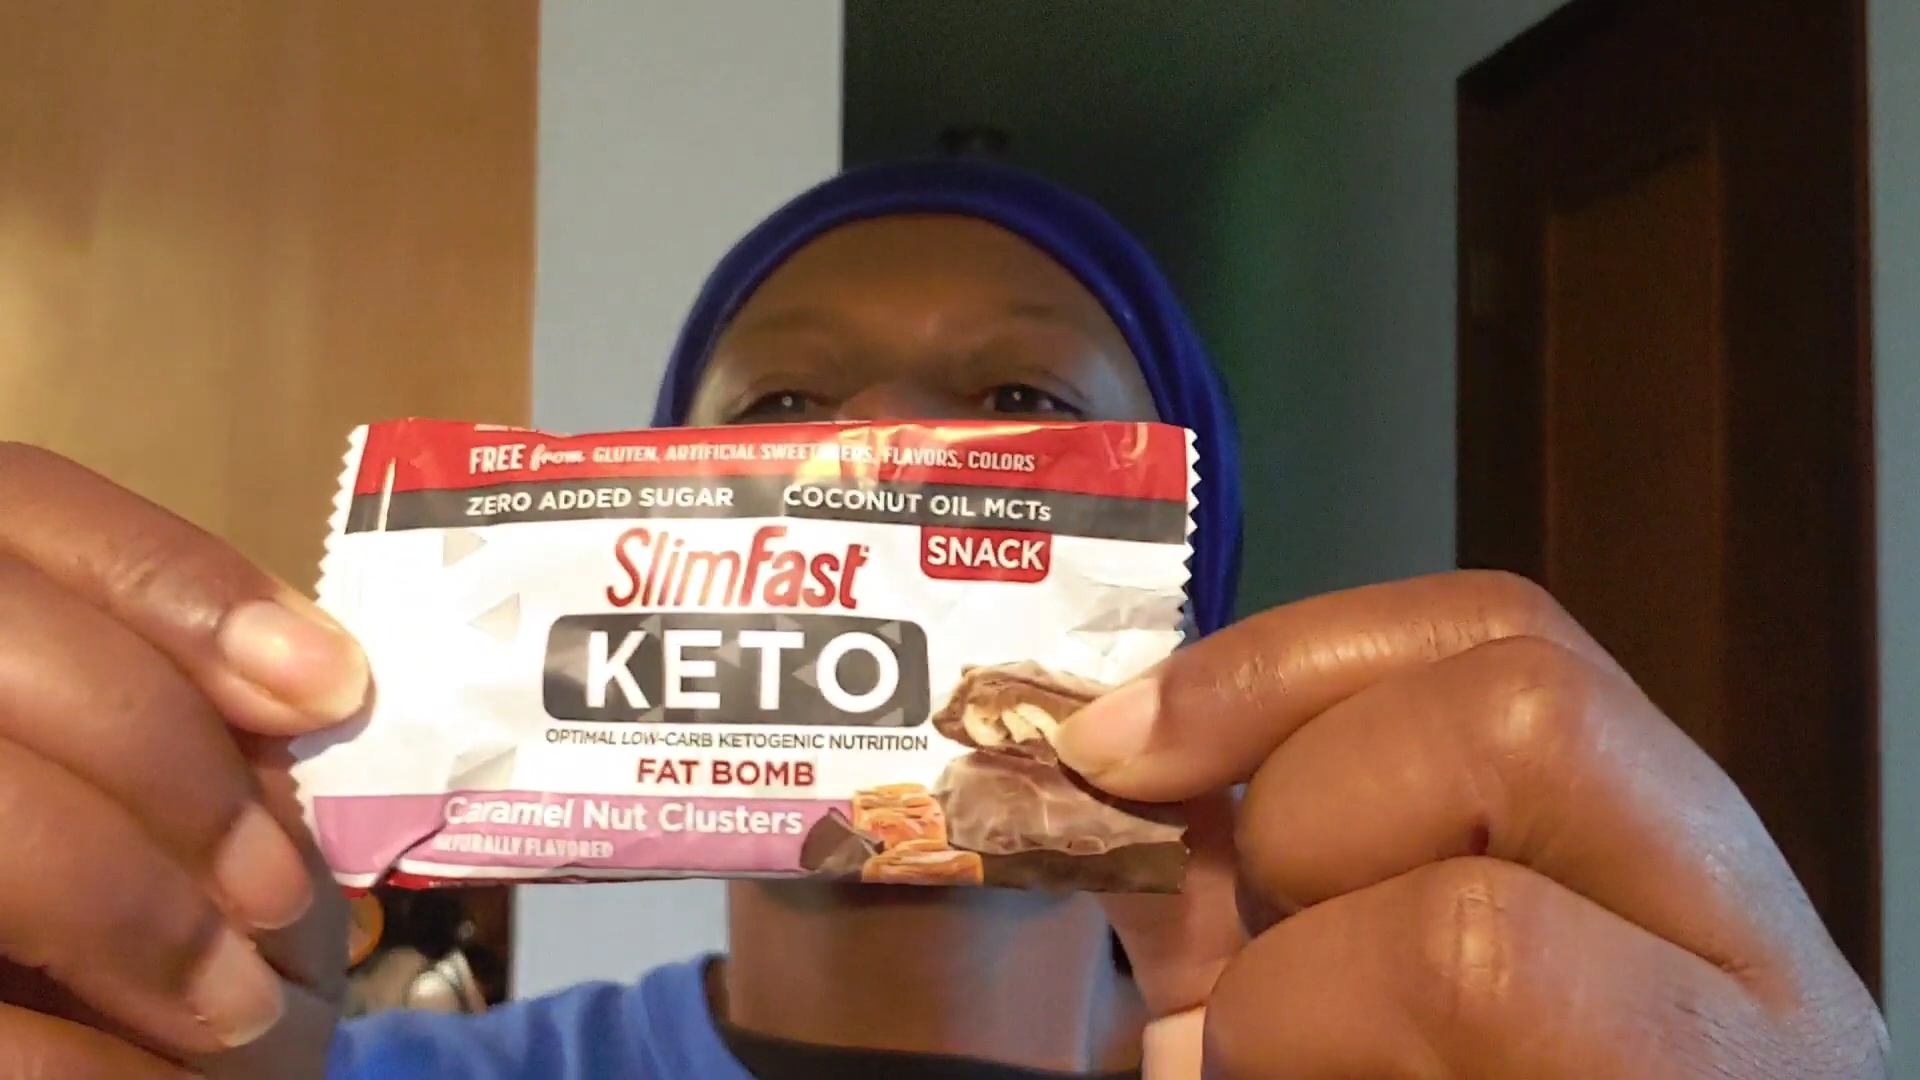 FREE from GLUTEN, ARTIFICIAL SWEETENERS, FLAVORS, COLORS
ZERO ADDED SUGAR COCONUT OIL MCTs
SlimFast
SNACK
KETO
OPTIMAL LOW-CARB KETOGENIC NUTRITION
FAT BOMB
Caramel Nut Clusters
NATURALLY FLAVORED